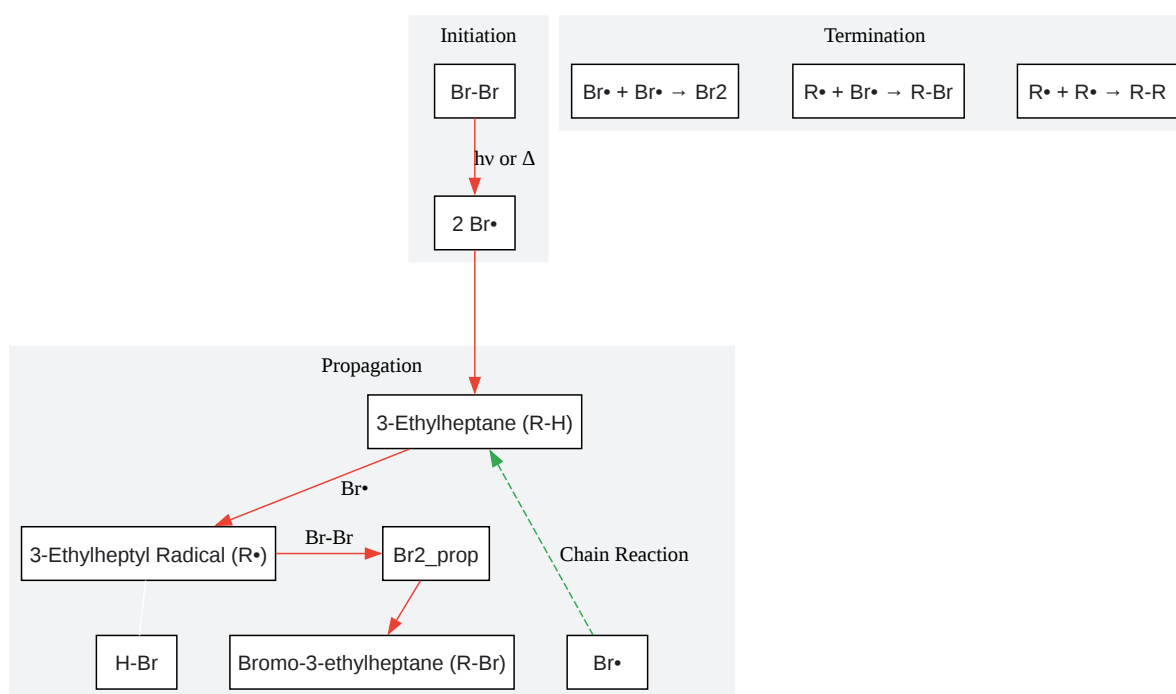 Initiation
Termination
Br-Br
Br• + Br• → Br2
R• + Br• → R-Br
R• + R• → R-R
hν or Δ
2 Br•
Propagation
3-Ethylheptane (R-H)
Br•
3-Ethylheptyl Radical (R•)
Br-Br
Br2_prop
Chain Reaction
H-Br
Bromo-3-ethylheptane (R-Br)
Br•